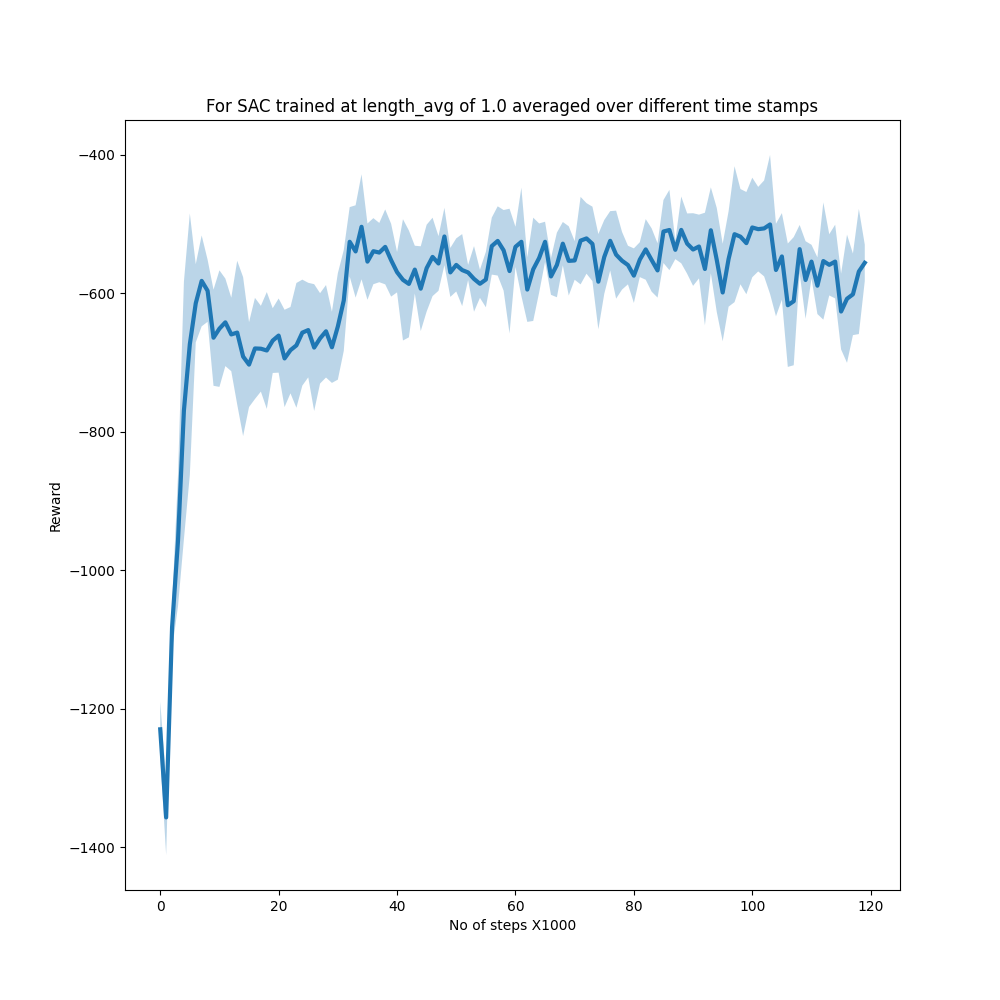 For SAC trained at length_avg of 1.0 averaged over different time stamps
−400
−600
−800
−1000
−1200
−1400
Reward
0 20 40 60 80 100 120
No of steps X1000